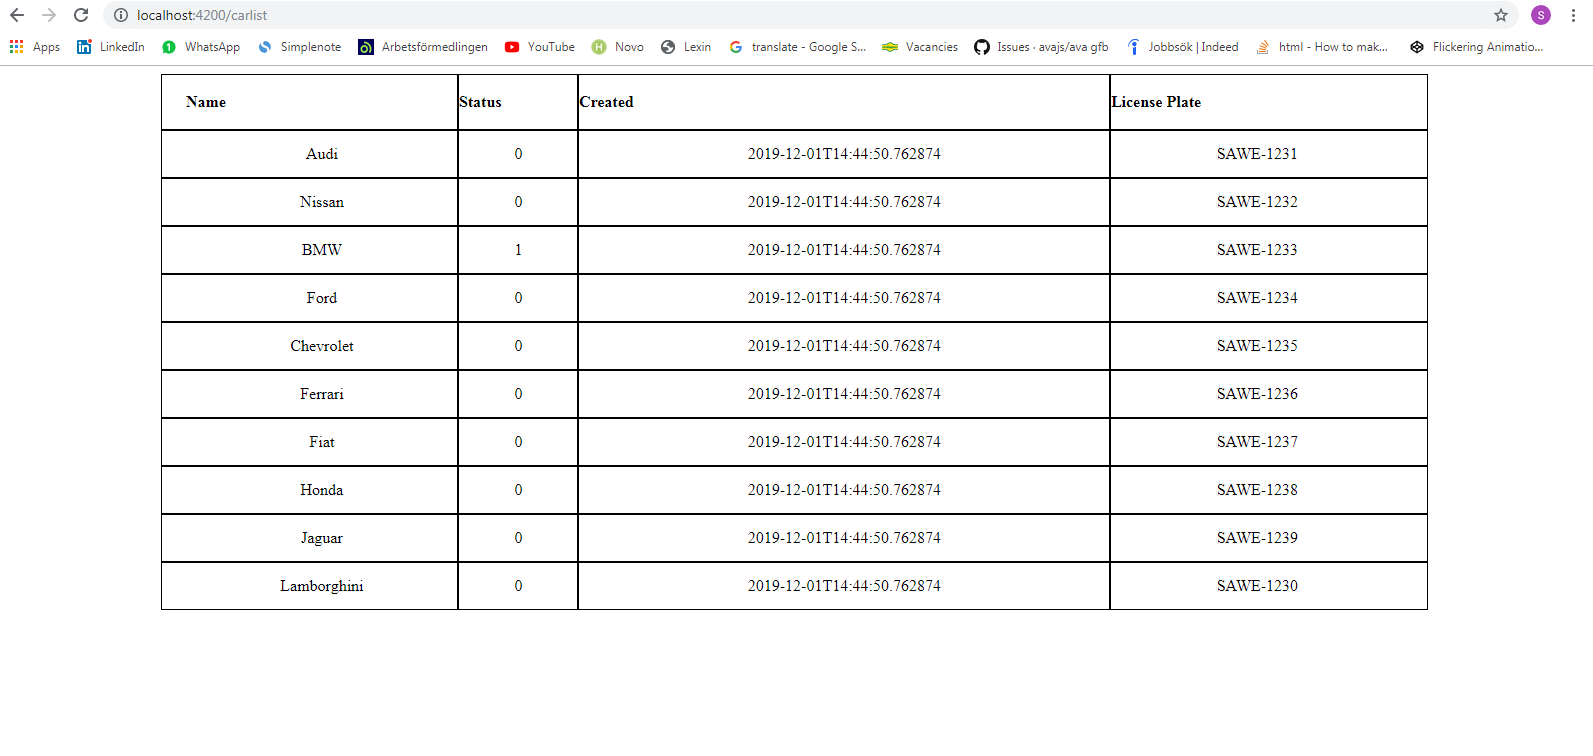 localhost:4200/carlist
S
Apps LinkedIn 1 WhatsApp Simplenote Arbetsförmedlingen YouTube H Novo Lexin translate - Google S... Vacancies Issues · avajs/ava gfb Jobbsök | Indeed html - How to mak... Flickering Animatio...
Name Status Created License Plate
Audi 0 2019-12-01T14:44:50.762874 SAWE-1231
Nissan 0 2019-12-01T14:44:50.762874 SAWE-1232
BMW 1 2019-12-01T14:44:50.762874 SAWE-1233
Ford 0 2019-12-01T14:44:50.762874 SAWE-1234
Chevrolet 0 2019-12-01T14:44:50.762874 SAWE-1235
Ferrari 0 2019-12-01T14:44:50.762874 SAWE-1236
Fiat 0 2019-12-01T14:44:50.762874 SAWE-1237
Honda 0 2019-12-01T14:44:50.762874 SAWE-1238
Jaguar 0 2019-12-01T14:44:50.762874 SAWE-1239
Lamborghini 0 2019-12-01T14:44:50.762874 SAWE-1230